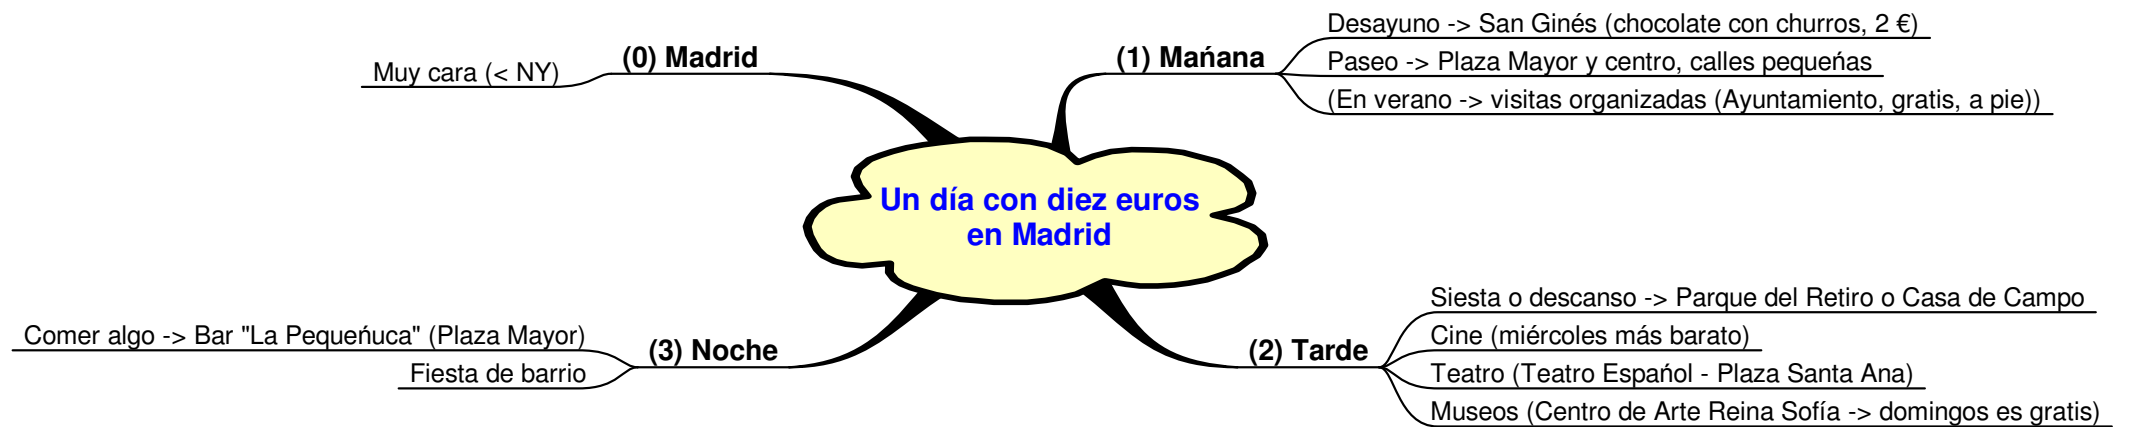 Un día con diez euros
en Madrid
(0) Madrid
Muy cara (< NY)
(1) Mańana
Desayuno -> San Ginés (chocolate con churros, 2 €)
Paseo -> Plaza Mayor y centro, calles pequeńas
(En verano -> visitas organizadas (Ayuntamiento, gratis, a pie))
(2) Tarde
Siesta o descanso -> Parque del Retiro o Casa de Campo
Cine (miércoles más barato)
Teatro (Teatro Espańol - Plaza Santa Ana)
Museos (Centro de Arte Reina Sofía -> domingos es gratis)
(3) Noche
Comer algo -> Bar "La Pequeńuca" (Plaza Mayor)
Fiesta de barrio